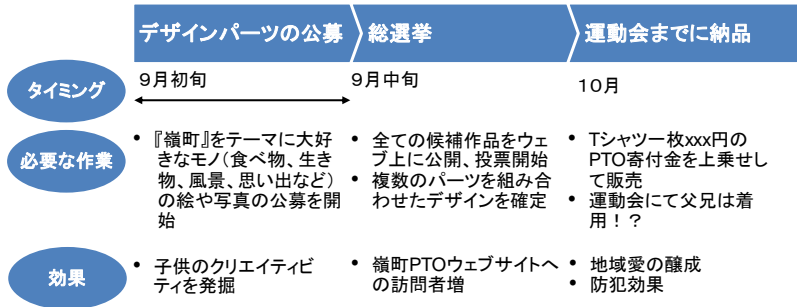 デザインパーツの公募
総選挙
運動会までに納品
タイミング
9月初旬
9月中旬
10月
必要な作業
• 『嶺町』をテーマに大好
きなモノ(食べ物、生き
物、風景、思い出など)
の絵や写真の公募を開
始
• 全ての候補作品をウェ
ブ上に公開、投票開始
• 複数のパーツを組み合
わせたデザインを確定
• Tシャツ一枚xxx円の
PTO寄付金を上乗せし
て販売
• 運動会にて父兄は着
用!?
効果
• 子供のクリエイティビ
ティを発掘
• 嶺町PTOウェブサイトへ
の訪問者増
• 地域愛の醸成
• 防犯効果